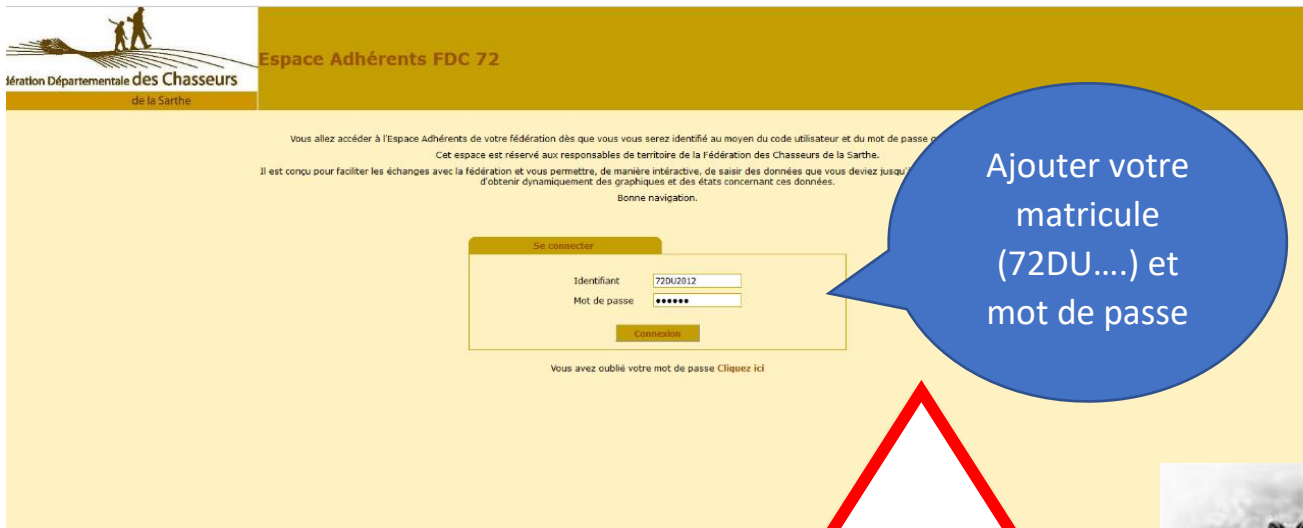 Espace Adhérents FDC 72
dération Départementale des Chasseurs
de la Sarthe
Vous allez accéder à l'Espace Adhérents de votre fédération dès que vous vous serez identifié au moyen du code utilisateur et du mot de passe
Cet espace est réservé aux responsables de territoire de la Fédération des Chasseurs de la Sarthe.
Il est conçu pour faciliter les échanges avec la fédération et vous permettre, de manière intéractive, de saisir des données que vous deviez jusqu'
d'obtenir dynamiquement des graphiques et des états concernant ces données.
Bonne navigation.
Se connecter
Identifiant 72DU2012
Mot de passe ●●●●●●
Connexion
Vous avez oublié votre mot de passe Cliquez ici
Ajouter votre
matricule
(72DU....) et
mot de passe